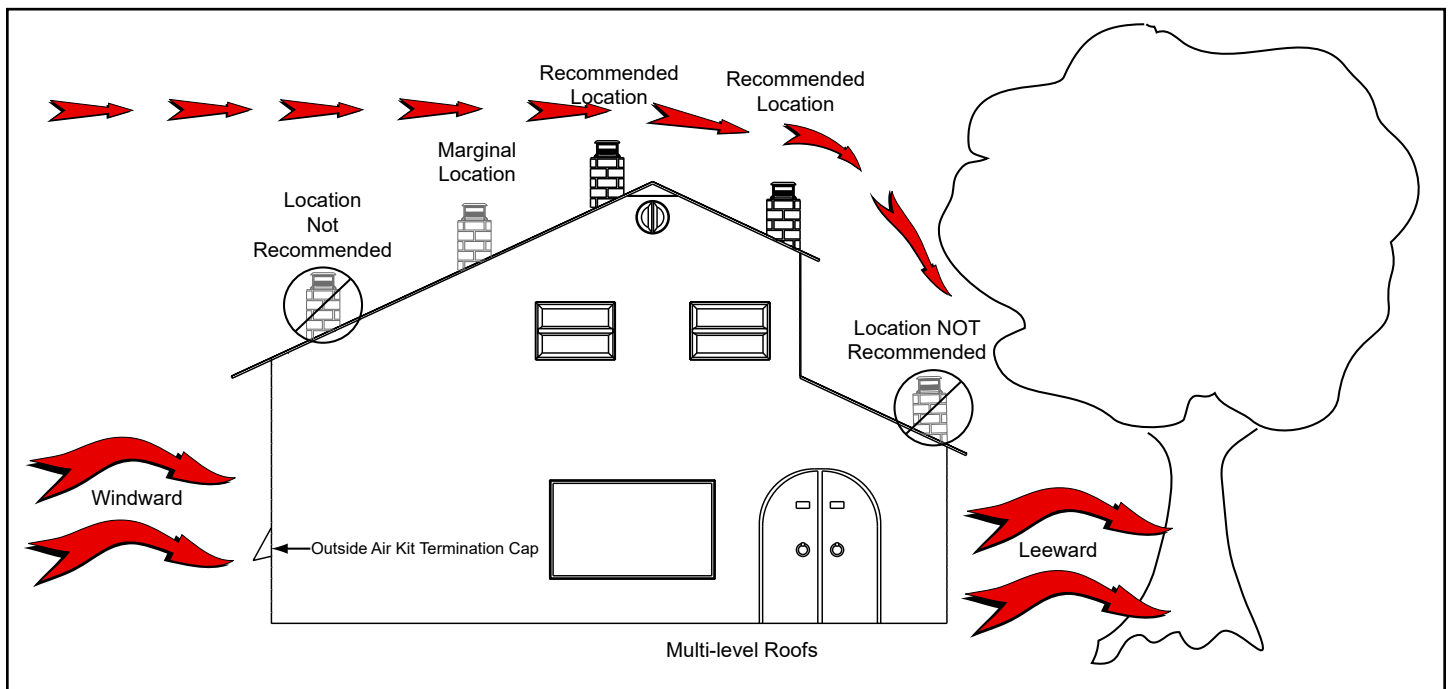 Recommended
Location
Recommended
Location
Marginal
Location
Location
Not
Recommended
Location NOT
Recommended
Windward
Outside Air Kit Termination Cap
Leeward
Multi-level Roofs